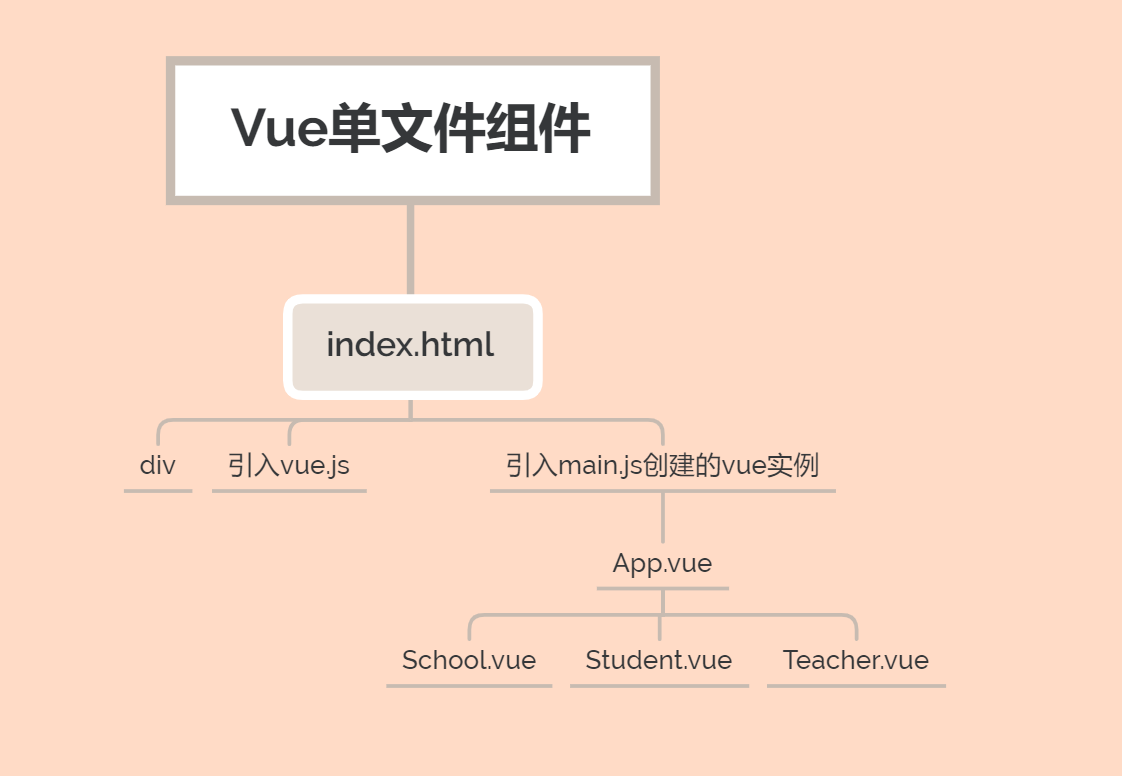 Vue单文件组件
index.html
div
引入vue.js
引入main.js创建的vue实例
App.vue
School.vue
Student.vue
Teacher.vue